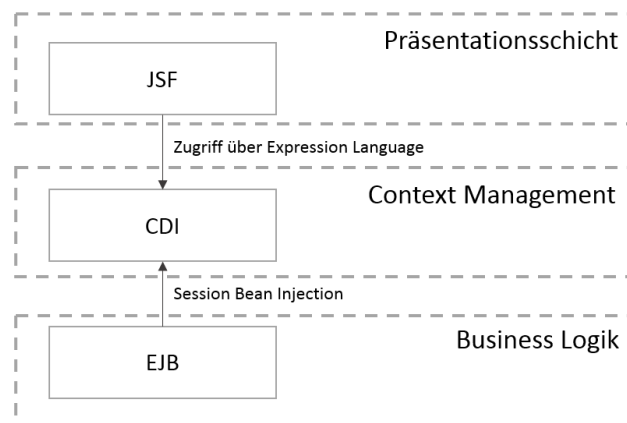 Präsentationsschicht
JSF
Zugriff über Expression Language
Context Management
CDI
Session Bean Injection
Business Logik
EJB